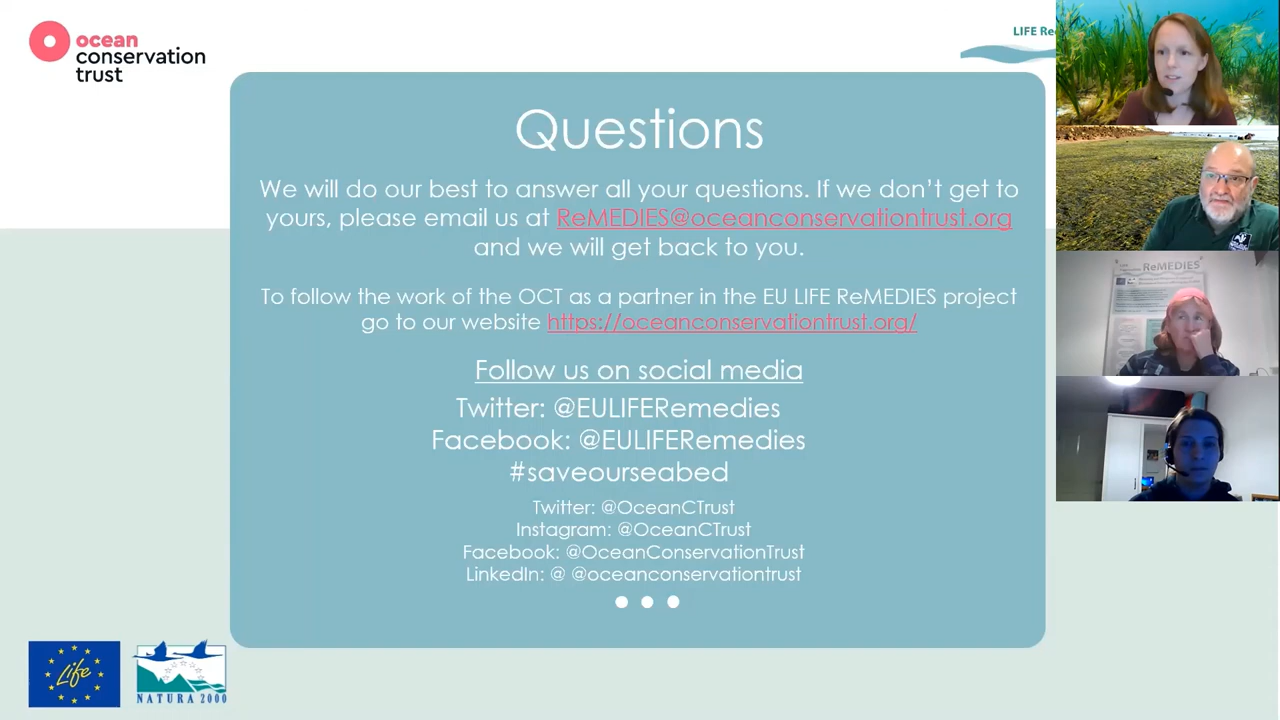 ocean
conservation
trust
LIFE
Questions
We will do our best to answer all your questions. If we don’t get to
yours, please email us at ReMEDIES@oceanconservationtrust.org
and we will get back to you.
To follow the work of the OCT as a partner in the EU LIFE ReMEDIES project
go to our website https://oceanconservationtrust.org/
Follow us on social media
Twitter: @EULIFERemedies
Facebook: @EULIFERemedies
#saveourseabed
Twitter: @OceanCTrust
Instagram: @OceanCTrust
Facebook: @OceanConservationTrust
LinkedIn: @ @oceanconservationtrust
ReMEDIES
Life
NATURA 2000